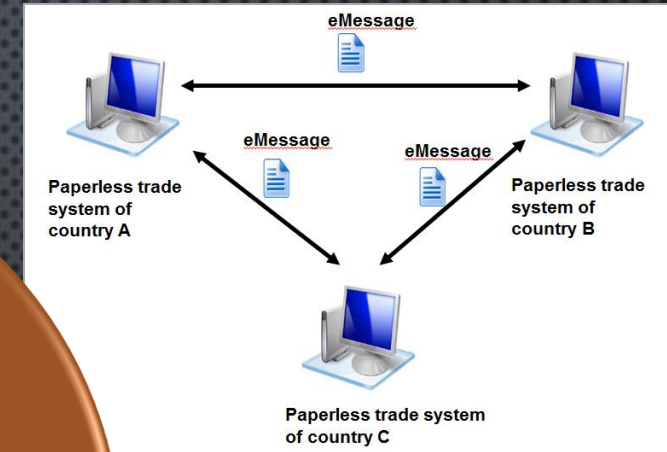 eMessage
eMessage
eMessage
Paperless trade
system of
country A
Paperless trade
system of
country B
Paperless trade system
of country C